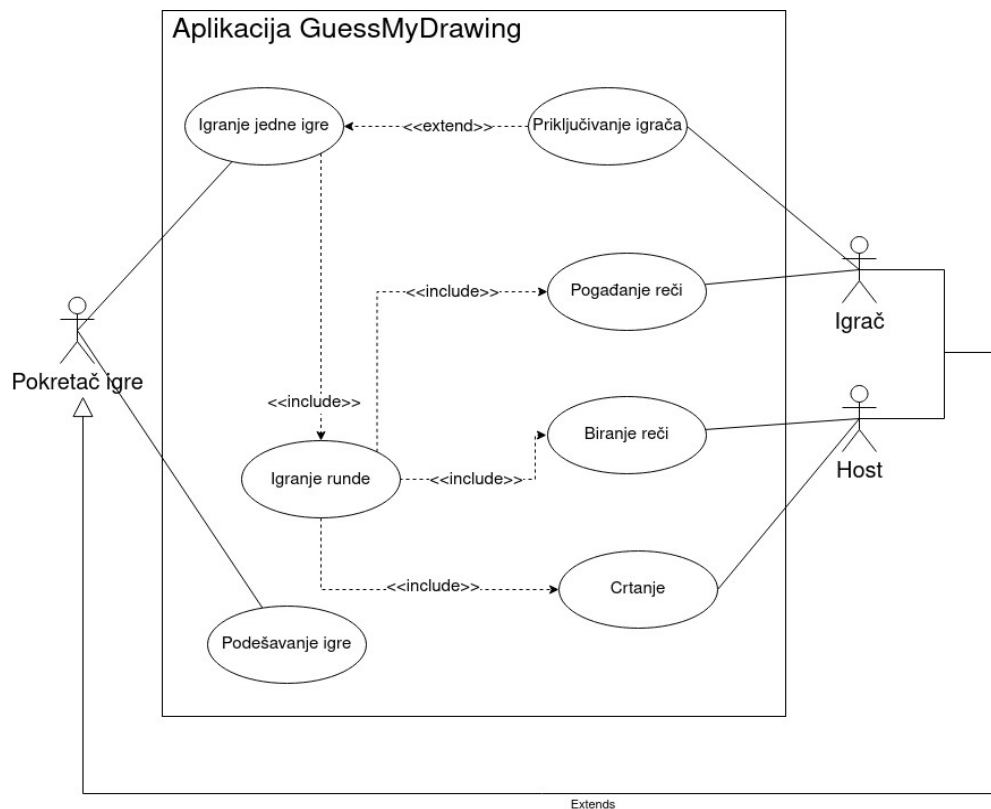 Aplikacija GuessMyDrawing
Igranje jedne igre
<<extend>>
Priključivanje igrača
<<include>>
Pogađanje reči
Igrač
Pokretač igre
<<include>>
Biranje reči
Host
Igranje runde
<<include>>
<<include>>
Crtanje
Podešavanje igre
Extends